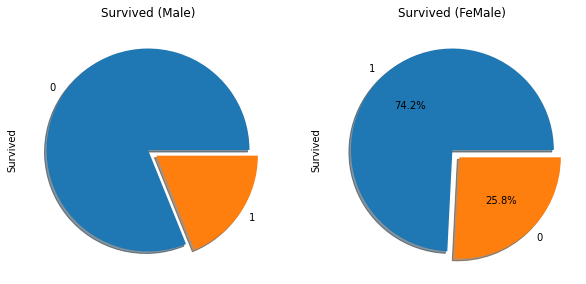 Survived (Male)
0
1
Survived
Survived (FeMale)
1
74.2%
25.8%
0
Survived